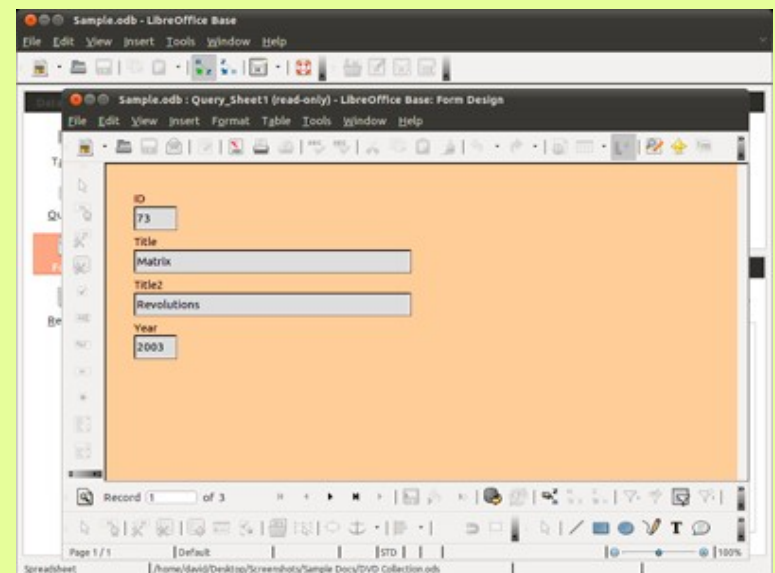 Sample.odb - LibreOffice Base
File Edit View Insert Tools Window Help
Sample.odb : Query_Sheet1 (read-only) - LibreOffice Base: Form Design
File Edit View Insert Format Table Tools Window Help
ID
73
Title
Matrix
Title2
Revolutions
Year
2003
Record 1 of 3
Page 1 / 1 Default STD 100%
Spreadsheet /home/david/Desktop/Screenshots/Sample Docs/DVD Collection.ods